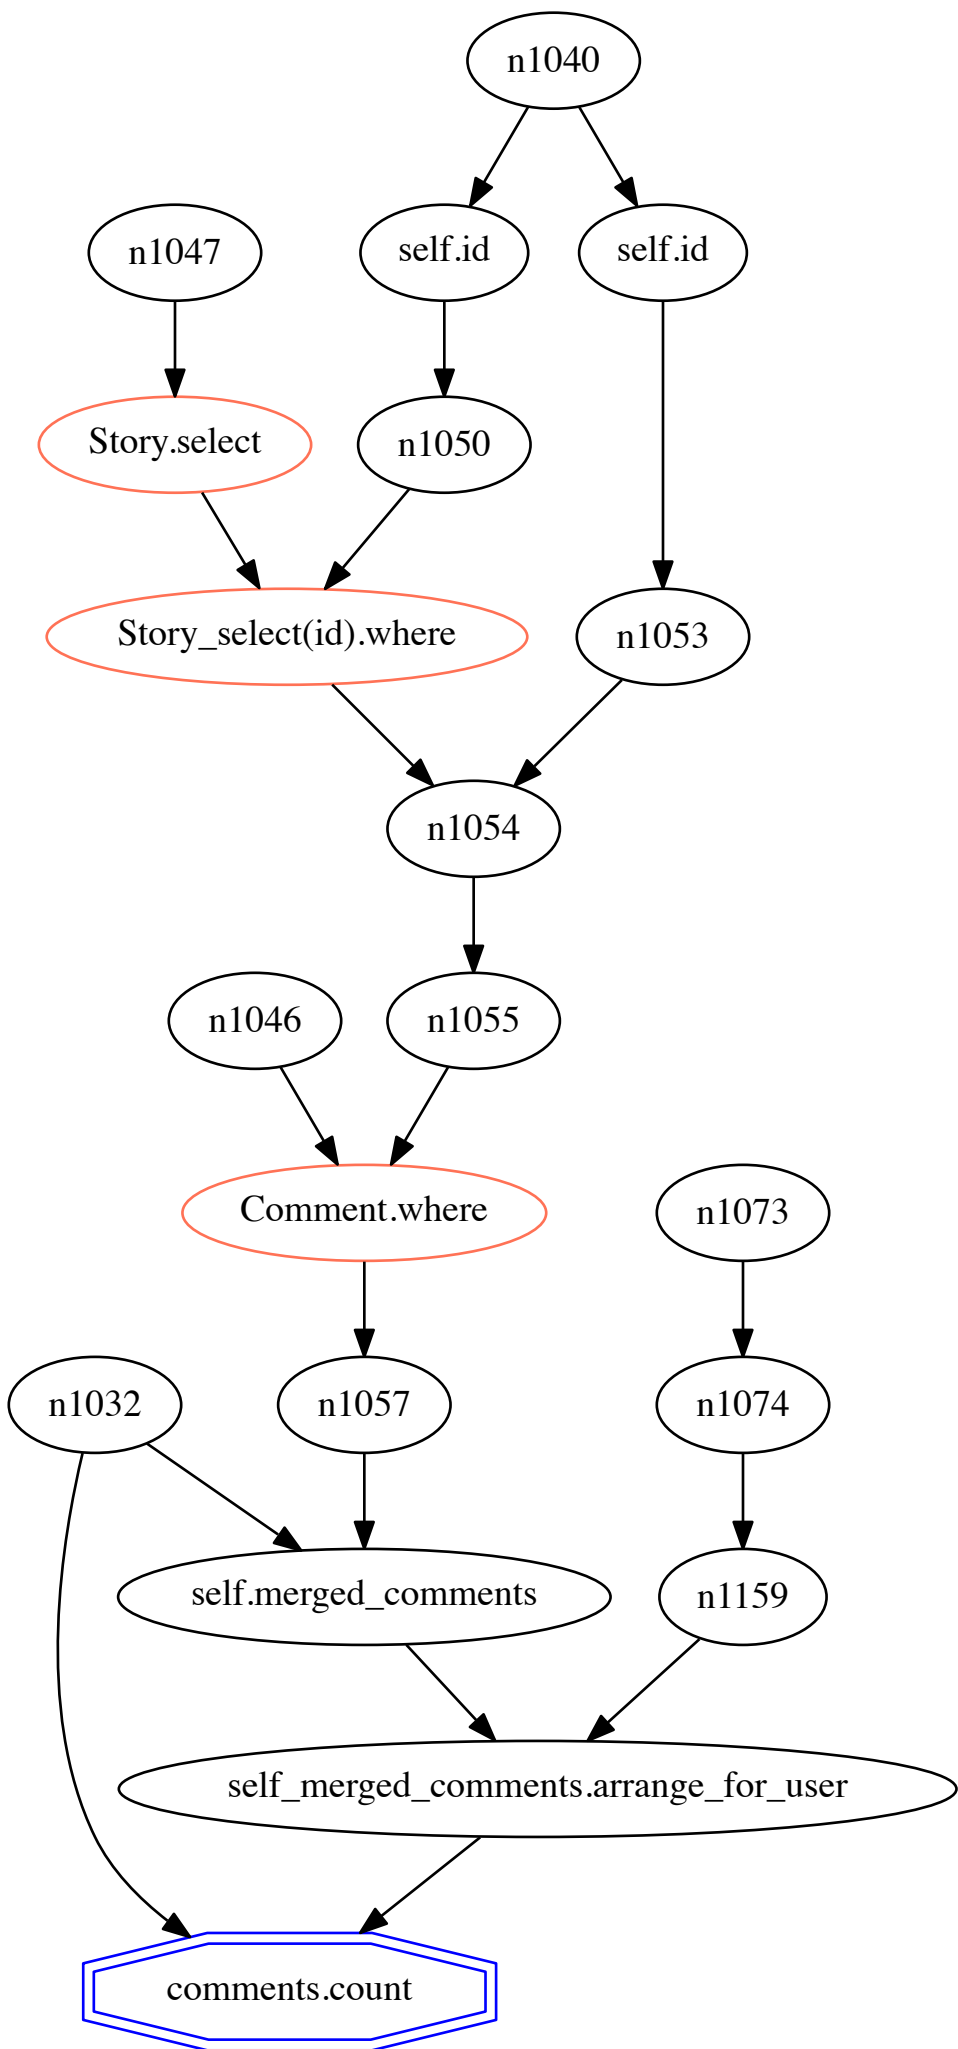 n1040
n1047
self.id
self.id
Story.select
n1050
Story_select(id).where
n1053
n1054
n1046
n1055
Comment.where
n1073
n1032
n1057
n1074
self.merged_comments
n1159
self_merged_comments.arrange_for_user
comments.count